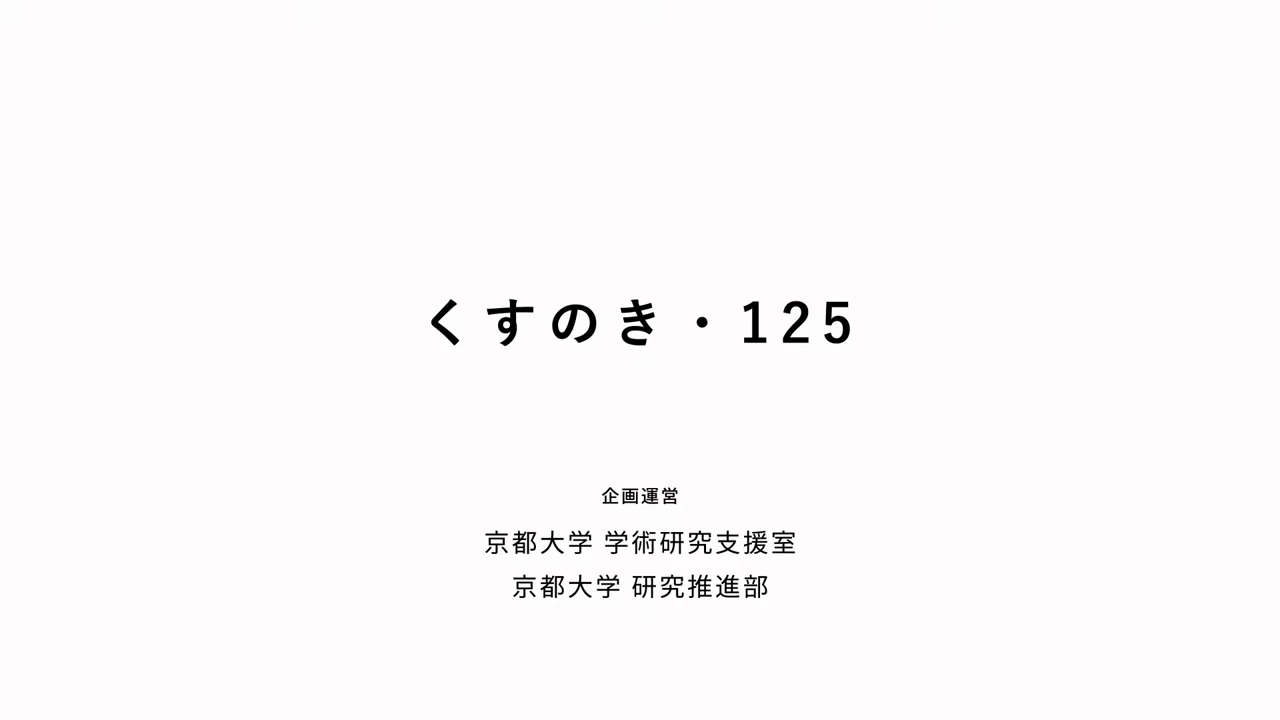 くすのき・125
企画運営
京都大学 学術研究支援室
京都大学 研究推進部